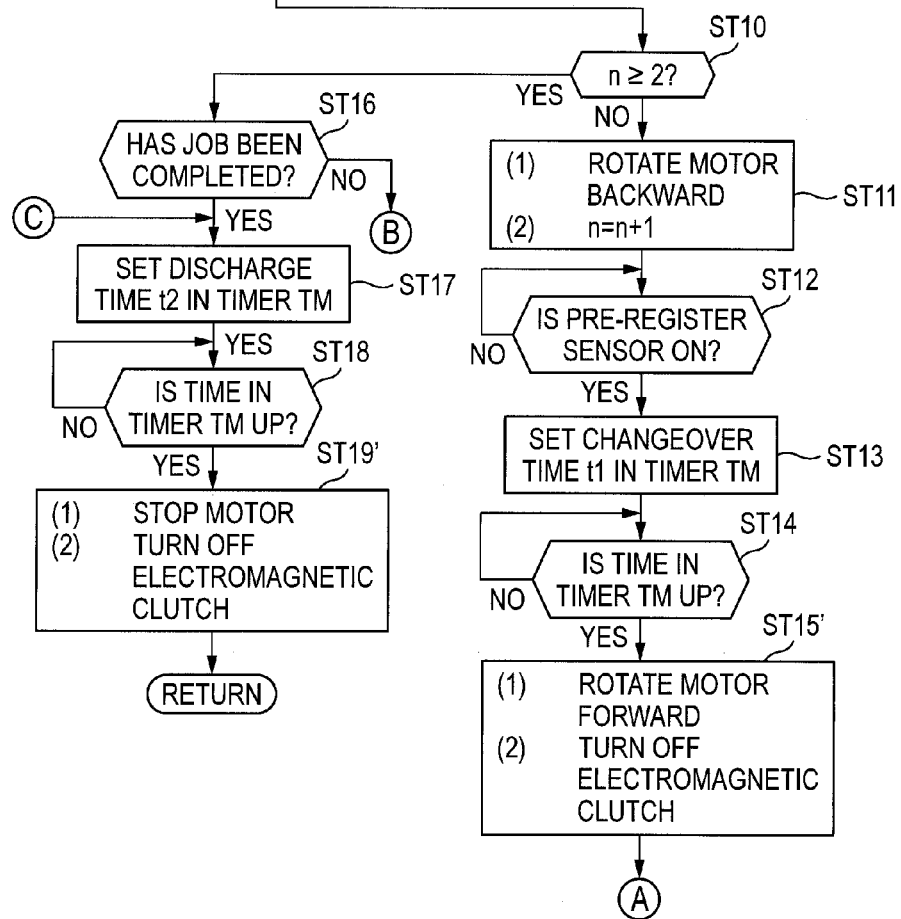 ST10
n ≥ 2?
YES
NO
ST16
HAS JOB BEEN
COMPLETED?
NO
YES
C
B
ST17
SET DISCHARGE
TIME t2 IN TIMER TM
YES
ST18
IS TIME IN
TIMER TM UP?
NO
YES
ST19'
(1) STOP MOTOR
(2) TURN OFF
ELECTROMAGNETIC
CLUTCH
RETURN
ST11
(1) ROTATE MOTOR
BACKWARD
(2) n=n+1
ST12
IS PRE-REGISTER
SENSOR ON?
NO
YES
ST13
SET CHANGEOVER
TIME t1 IN TIMER TM
ST14
IS TIME IN
TIMER TM UP?
NO
YES
ST15'
(1) ROTATE MOTOR
FORWARD
(2) TURN OFF
ELECTROMAGNETIC
CLUTCH
A